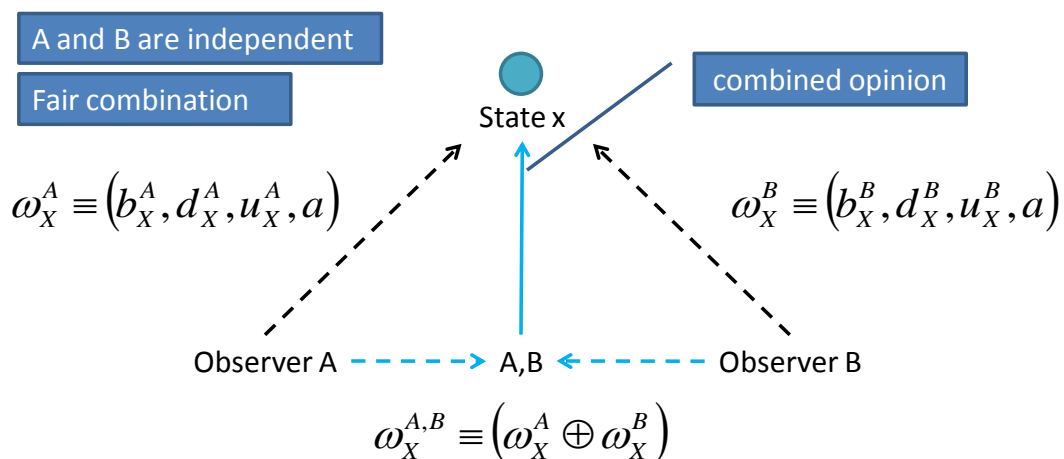 A and B are independent
Fair combination
combined opinion
State x
ω_X^A ≡ (b_X^A, d_X^A, u_X^A, a)
ω_X^B ≡ (b_X^B, d_X^B, u_X^B, a)
Observer A
A,B
Observer B
ω_X^{A,B} ≡ (ω_X^A ⊕ ω_X^B)